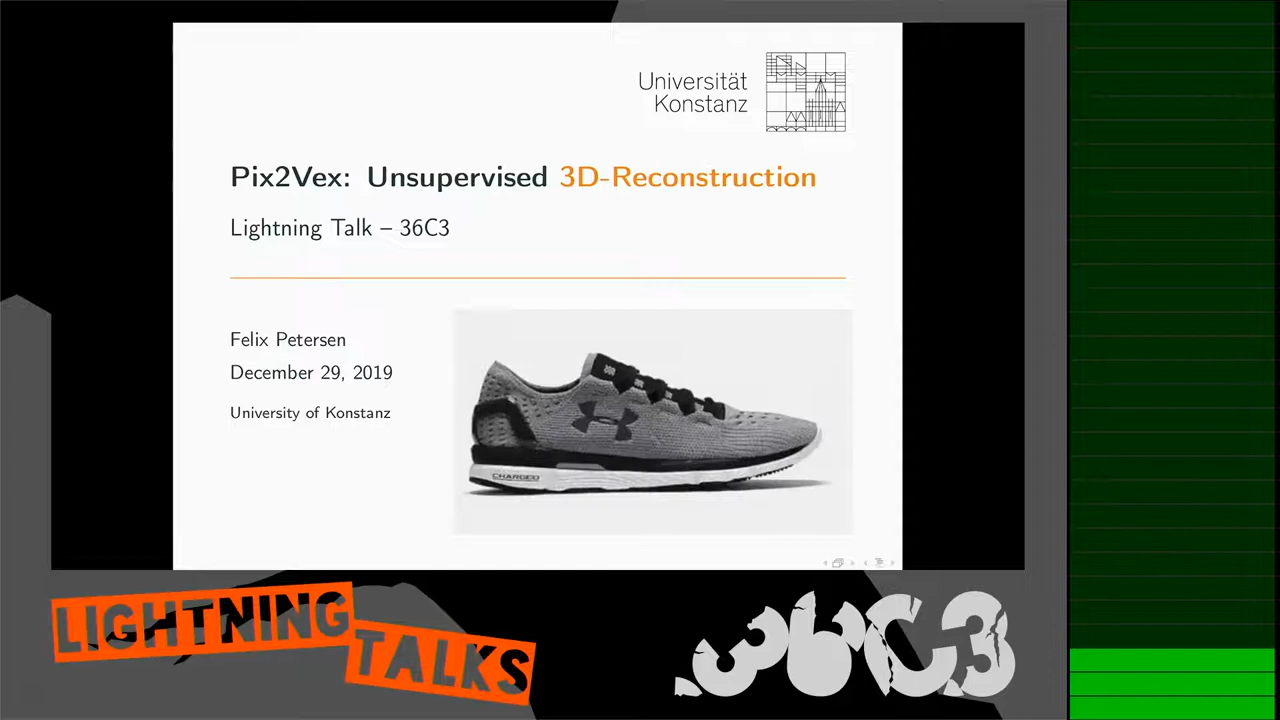 Universität
Konstanz
Pix2Vex: Unsupervised 3D-Reconstruction
Lightning Talk – 36C3
Felix Petersen
December 29, 2019
University of Konstanz
CHARGED
LIGHTNING
TALKS
.36C3